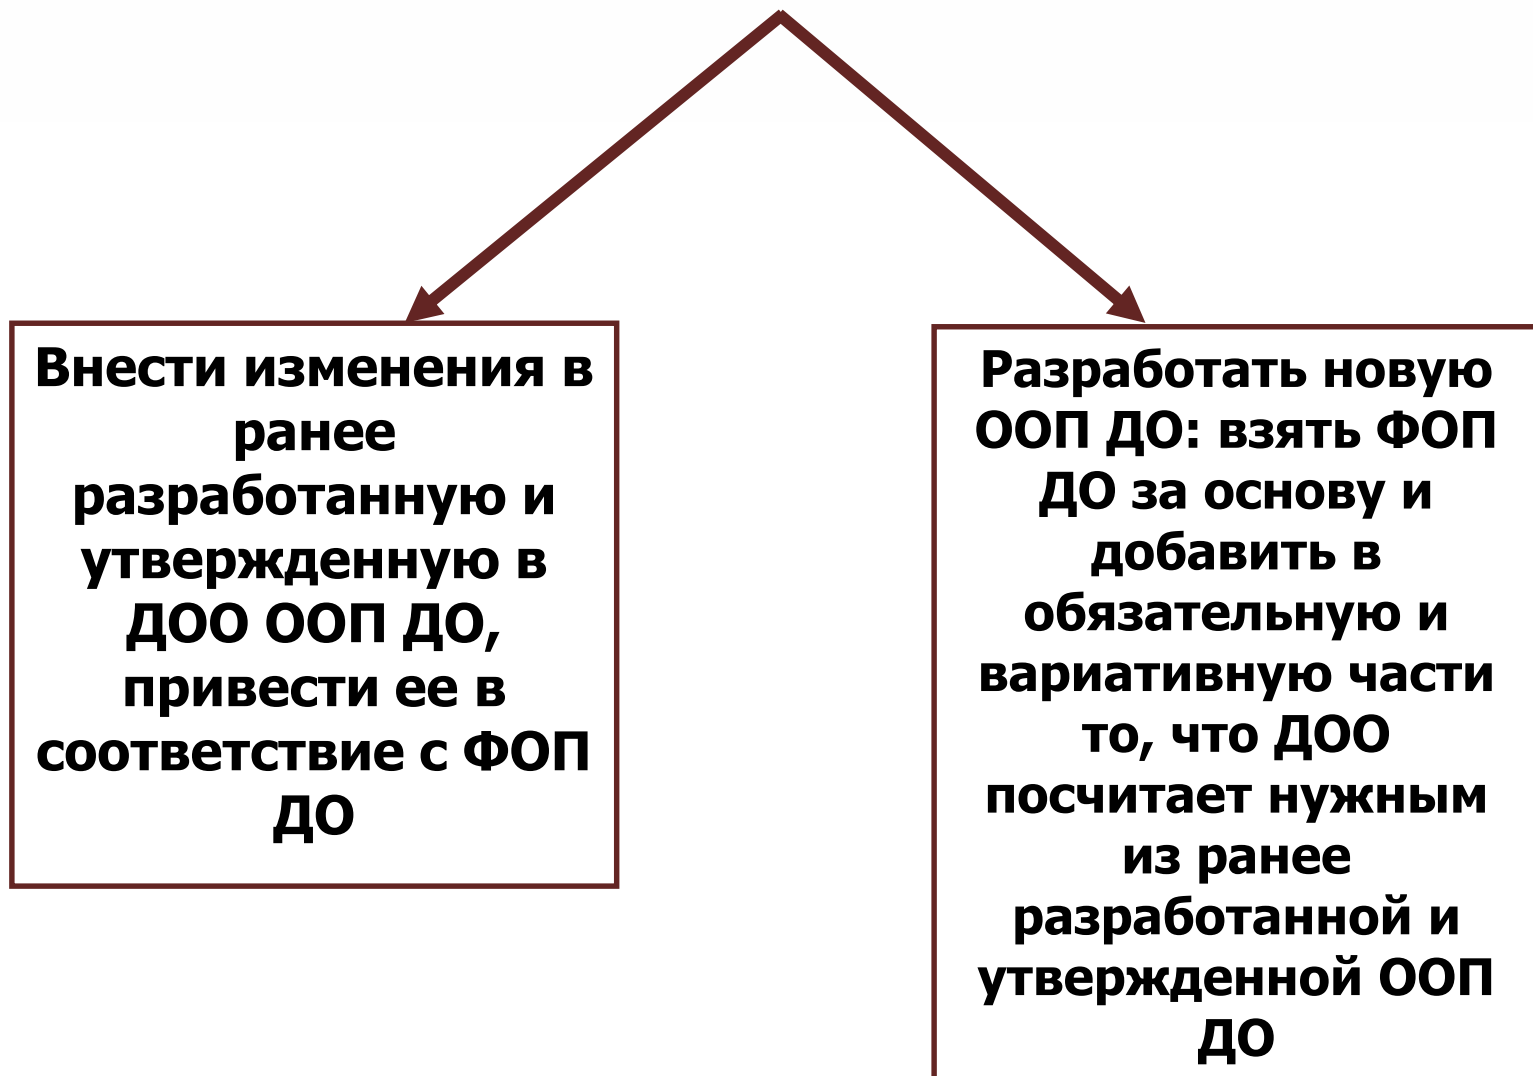 Внести изменения в
ранее
разработанную и
утвержденную в
ДОО ООП ДО,
привести ее в
соответствие с ФОП
ДО
Разработать новую
ООП ДО: взять ФОП
ДО за основу и
добавить в
обязательную и
вариативную части
то, что ДОО
посчитает нужным
из ранее
разработанной и
утвержденной ООП
ДО